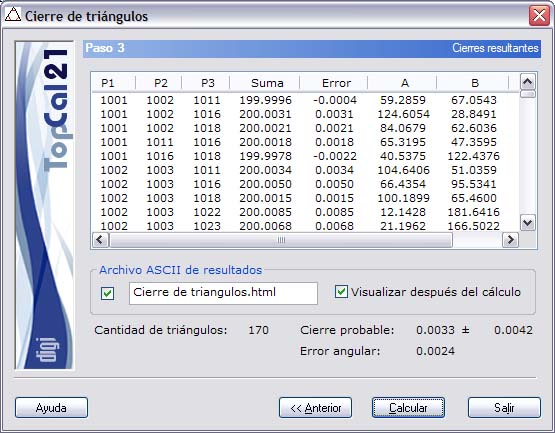 Cierre de triángulos
Paso 3 Cierres resultantes
P1 P2 P3 Suma Error A B
1001 1002 1011 199.9996 -0.0004 59.2859 67.0543
1001 1002 1016 200.0031 0.0031 124.6054 28.8491
1001 1002 1018 200.0021 0.0021 84.0679 62.6036
1001 1011 1016 200.0018 0.0018 65.3195 47.3595
1001 1016 1018 199.9978 -0.0022 40.5375 122.4376
1002 1003 1011 200.0034 0.0034 104.6406 51.0359
1002 1003 1016 200.0050 0.0050 66.4354 95.5341
1002 1003 1018 200.0015 0.0015 100.1899 65.4600
1002 1003 1022 200.0085 0.0085 12.1428 181.6416
1002 1003 1023 200.0068 0.0068 21.1962 166.5022
TopCal 21
digi
Archivo ASCII de resultados
Cierre de triangulos.html Visualizar después del cálculo
Cantidad de triángulos: 170 Cierre probable: 0.0033 ± 0.0042
Error angular: 0.0024
Ayuda << Anterior Calcular Salir